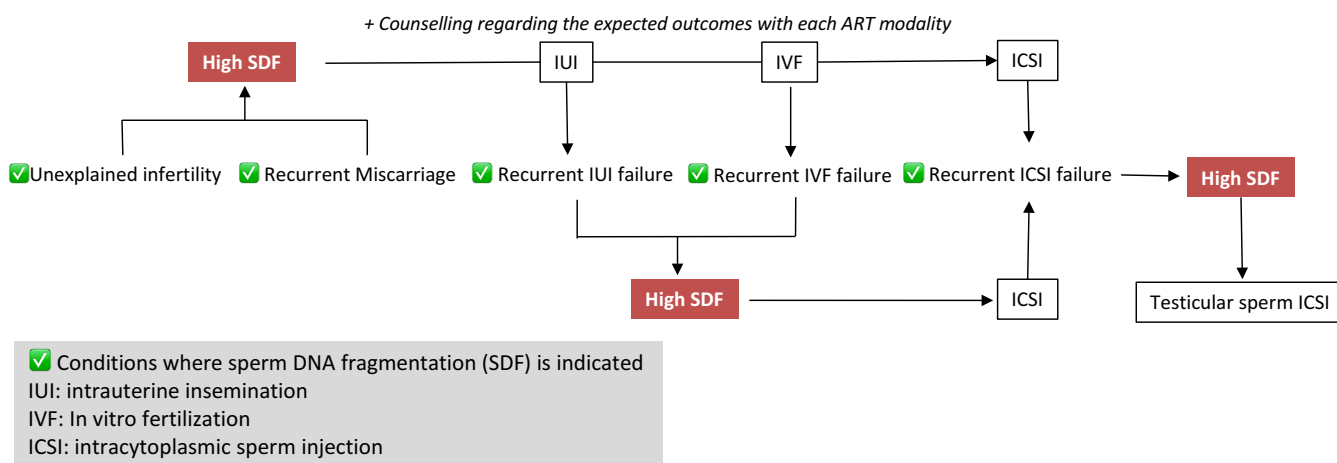 + Counselling regarding the expected outcomes with each ART modality
High SDF
IUI
IVF
ICSI
✅Unexplained infertility
✅ Recurrent Miscarriage
✅ Recurrent IUI failure
✅ Recurrent IVF failure
✅ Recurrent ICSI failure
High SDF
High SDF
ICSI
Testicular sperm ICSI
✅ Conditions where sperm DNA fragmentation (SDF) is indicated
IUI: intrauterine insemination
IVF: In vitro fertilization
ICSI: intracytoplasmic sperm injection